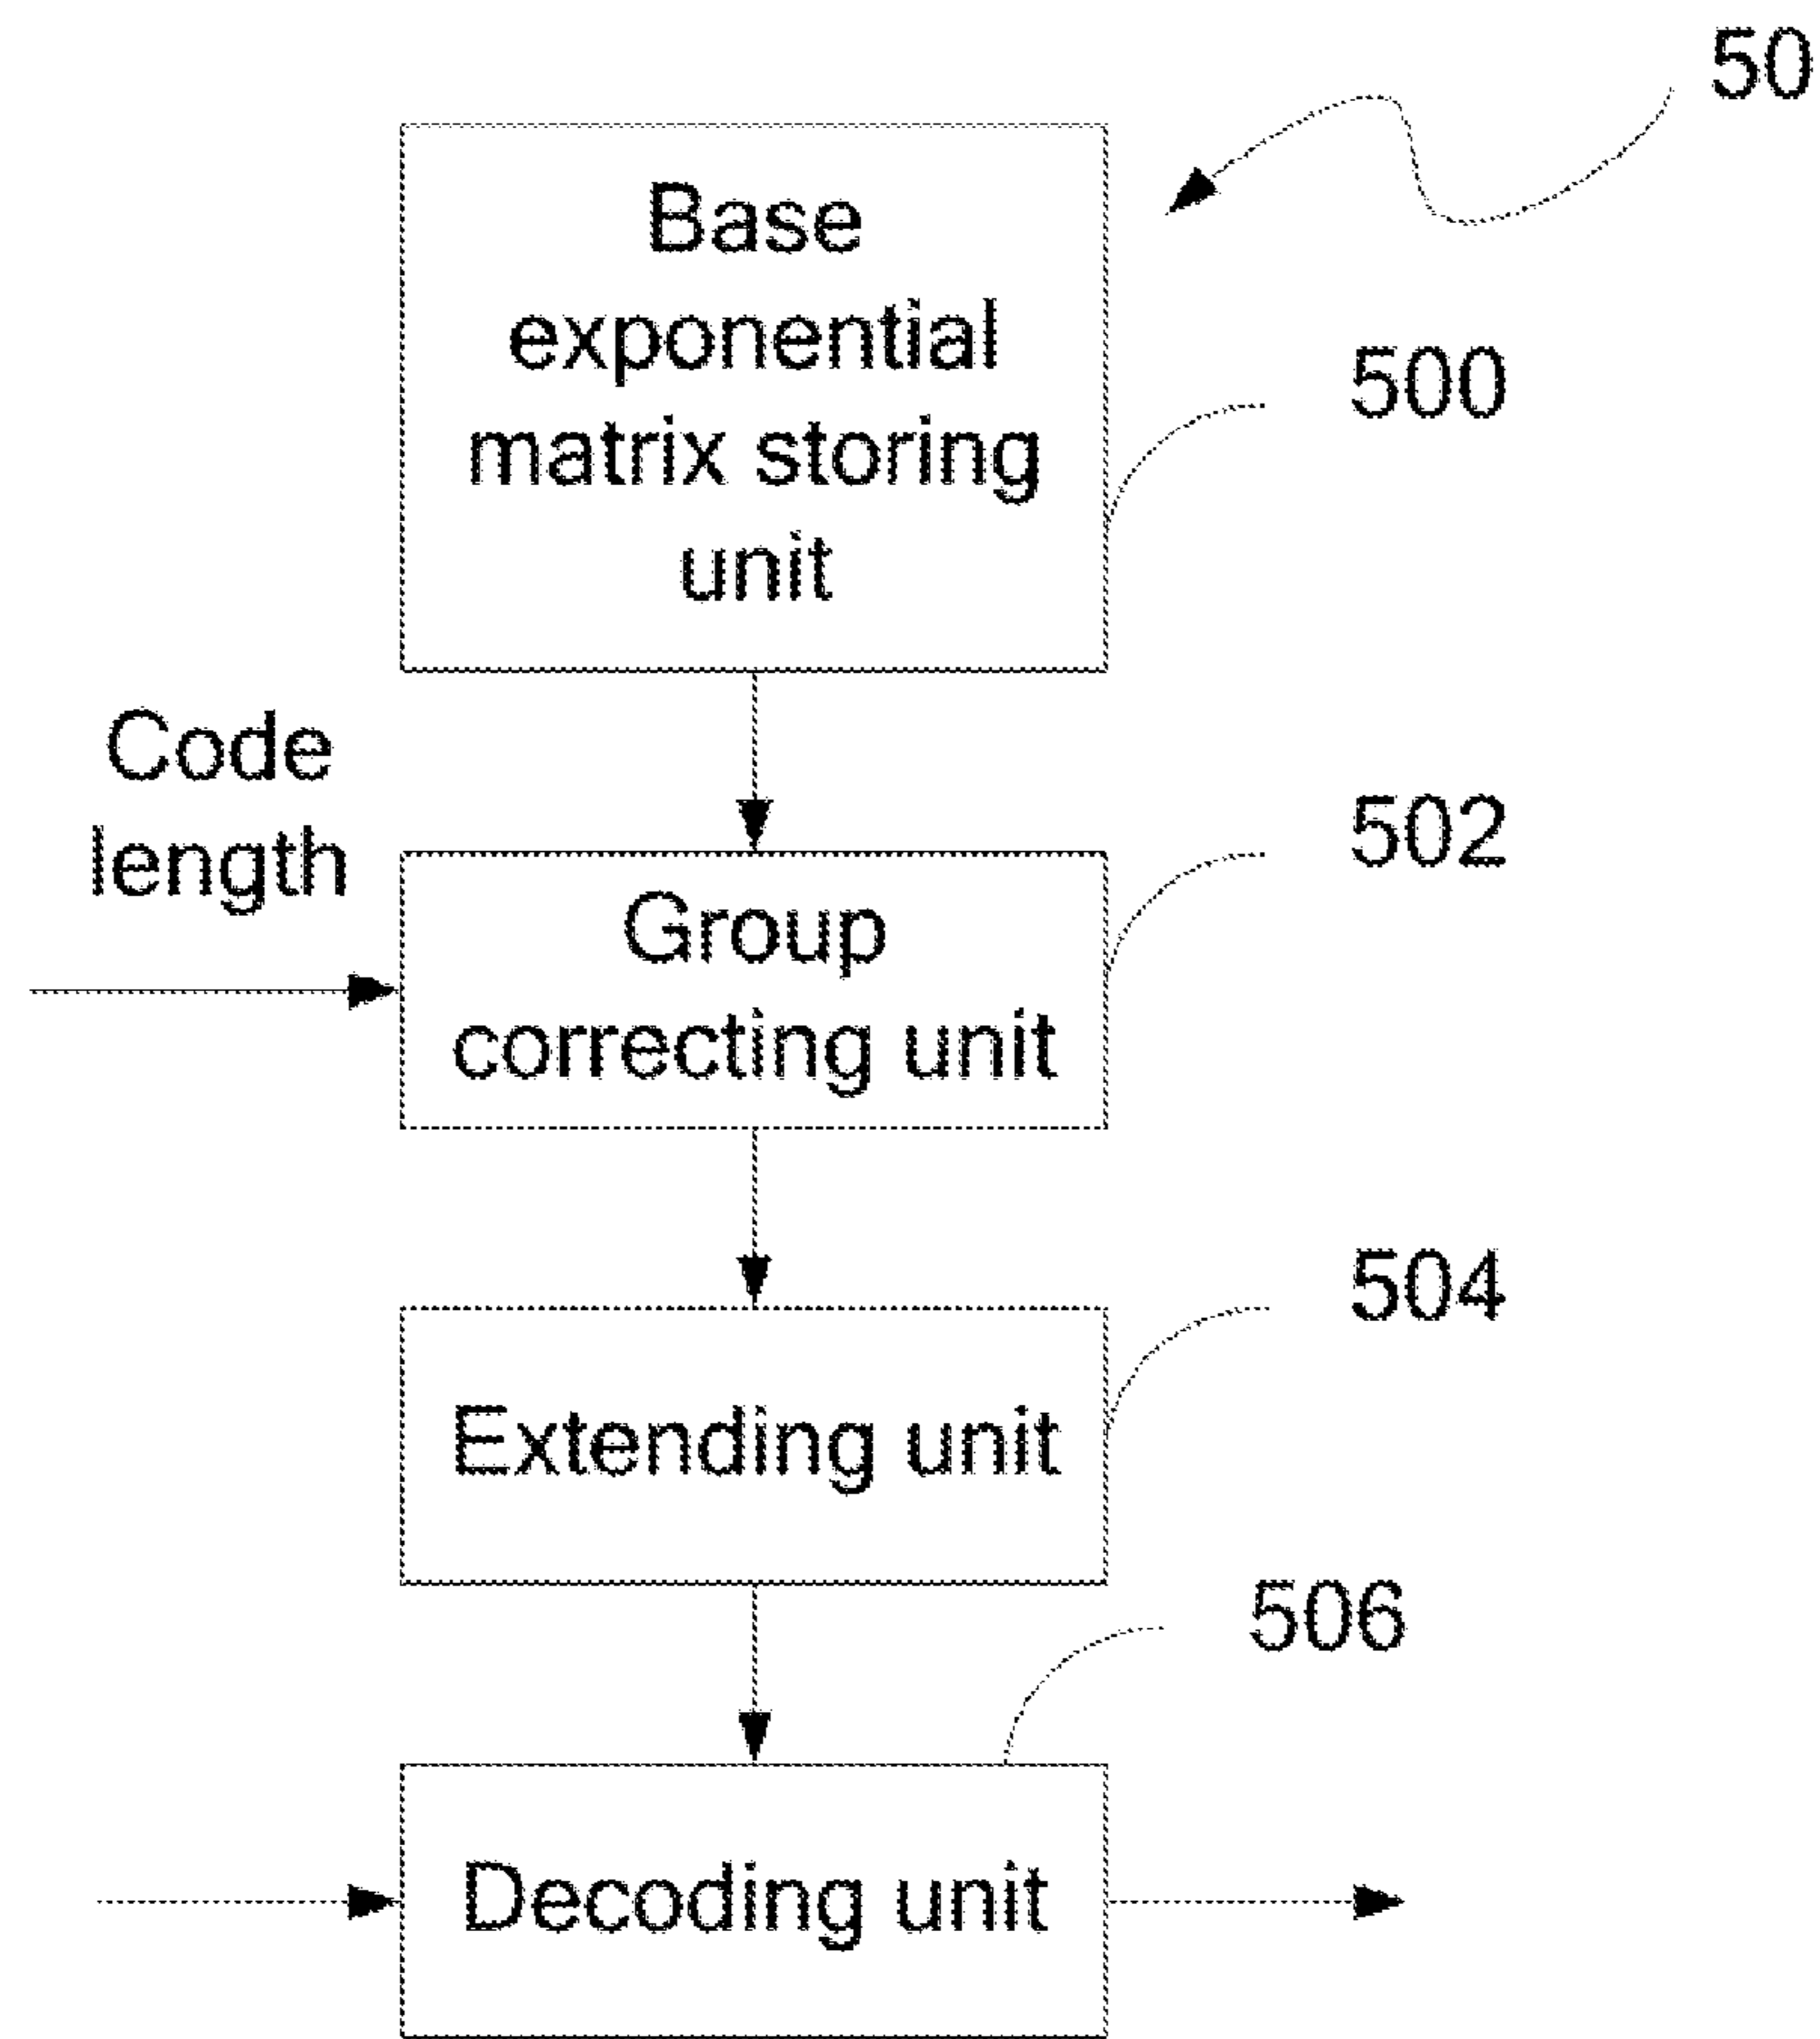 50
Base
exponential
matrix storing
unit
500
Code
length
502
Group
correcting unit
504
Extending unit
506
Decoding unit